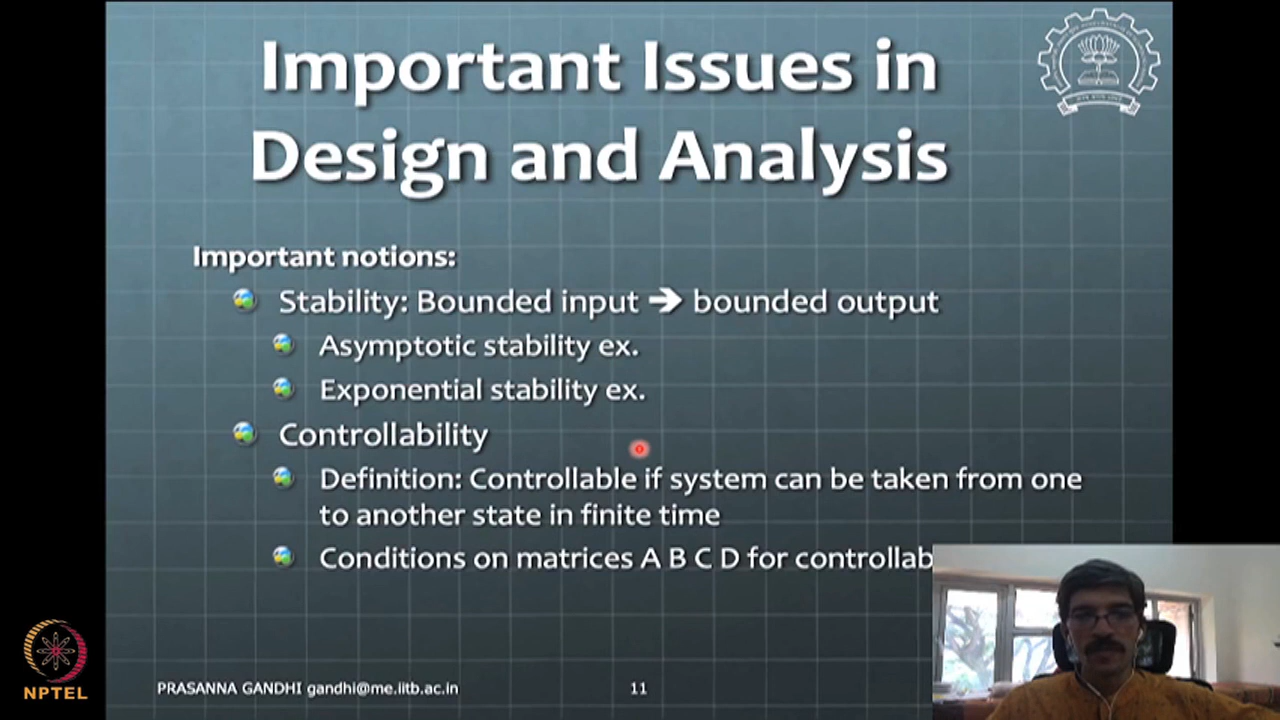 Important Issues in
Design and Analysis
Important notions:
Stability: Bounded input ➔ bounded output
Asymptotic stability ex.
Exponential stability ex.
Controllability
Definition: Controllable if system can be taken from one
to another state in finite time
Conditions on matrices A B C D for controllab
NPTEL
PRASANNA GANDHI gandhi@me.iitb.ac.in
11